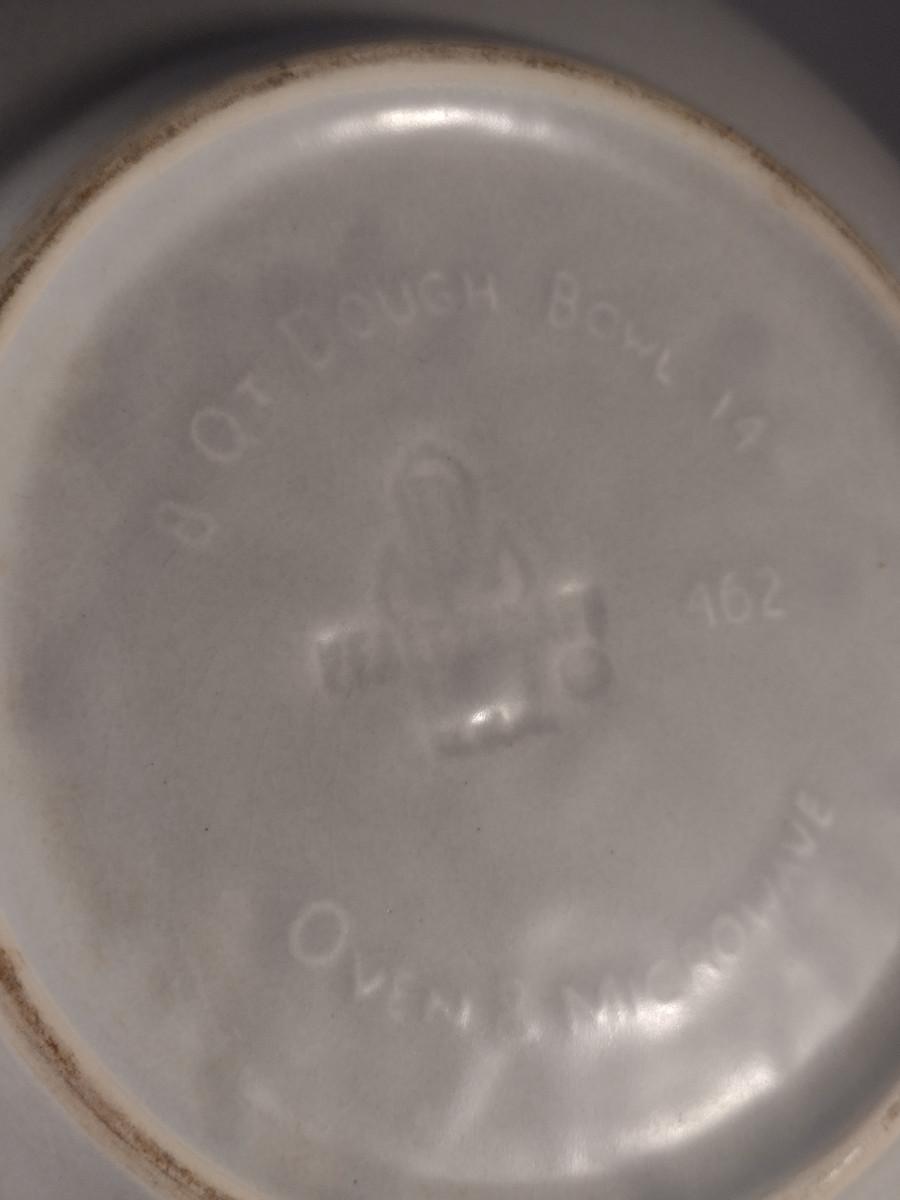 8 QT DOUGH BOWL 14
462
OVEN & MICROWAVE